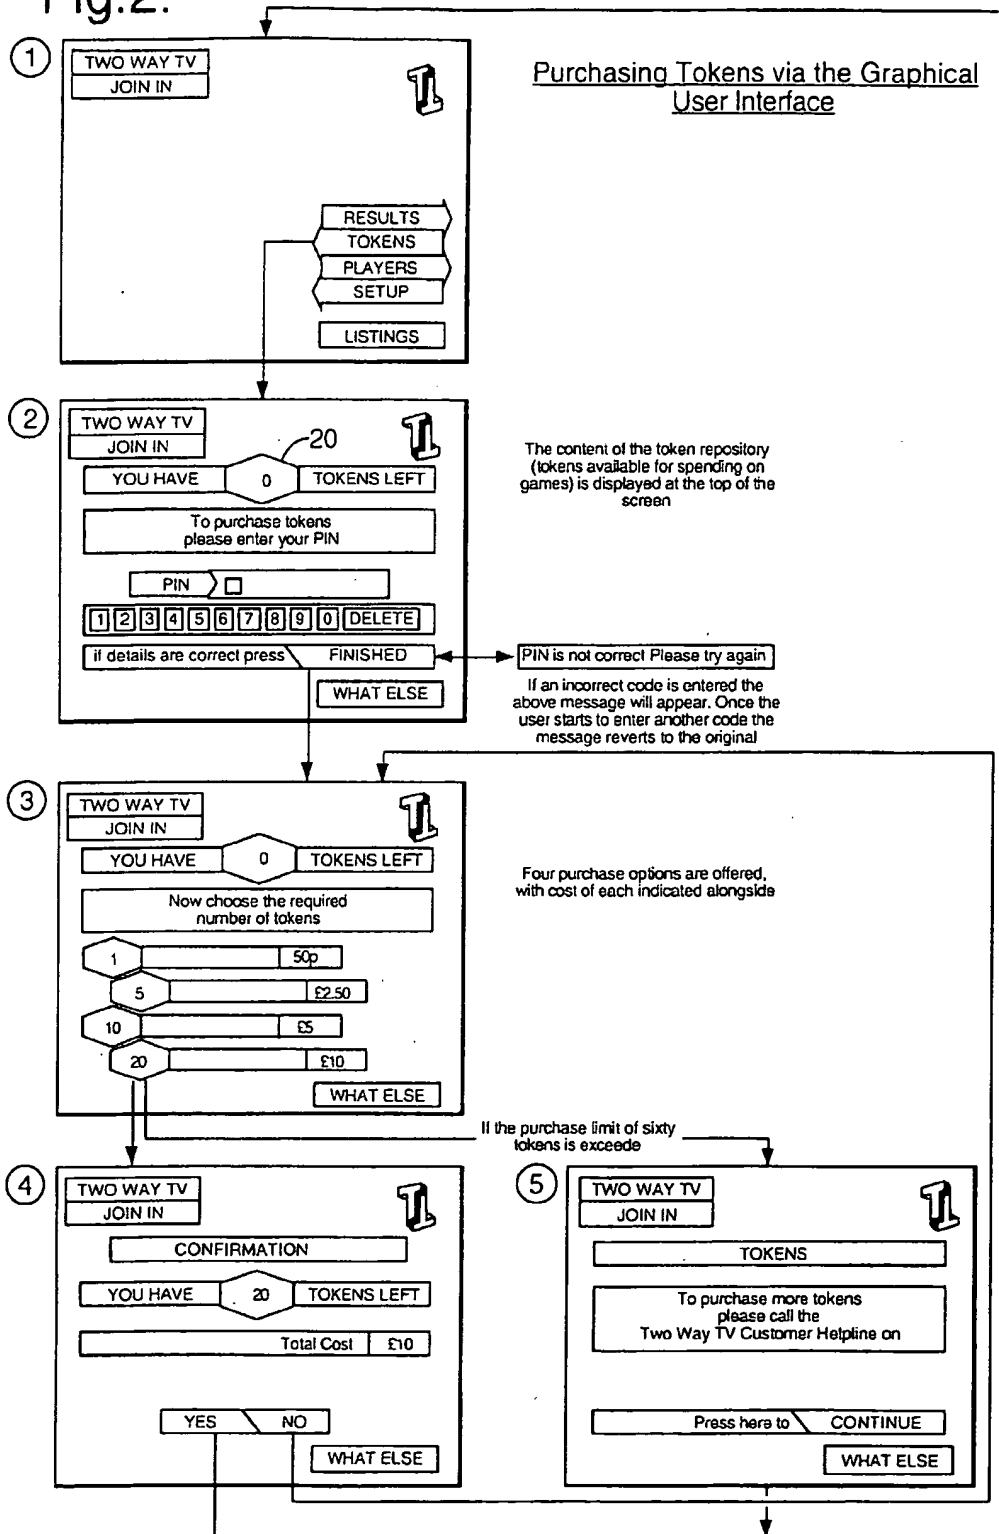 Fig.2.
Purchasing Tokens via the Graphical
User Interface
1
TWO WAY TV
JOIN IN
RESULTS
TOKENS
PLAYERS
SETUP
LISTINGS
2
TWO WAY TV
JOIN IN
20
YOU HAVE 0 TOKENS LEFT
To purchase tokens
please enter your PIN
PIN
1 2 3 4 5 6 7 8 9 0 DELETE
if details are correct press FINISHED
WHAT ELSE
The content of the token repository
(tokens available for spending on
games) is displayed at the top of the
screen
PIN is not correct Please try again
If an incorrect code is entered the
above message will appear. Once the
user starts to enter another code the
message reverts to the original
3
TWO WAY TV
JOIN IN
YOU HAVE 0 TOKENS LEFT
Now choose the required
number of tokens
1 50p
5 £2.50
10 £5
20 £10
WHAT ELSE
Four purchase options are offered,
with cost of each indicated alongside
If the purchase limit of sixty
tokens is exceede
4
TWO WAY TV
JOIN IN
CONFIRMATION
YOU HAVE 20 TOKENS LEFT
Total Cost £10
YES NO
WHAT ELSE
5
TWO WAY TV
JOIN IN
TOKENS
To purchase more tokens
please call the
Two Way TV Customer Helpline on
Press here to CONTINUE
WHAT ELSE